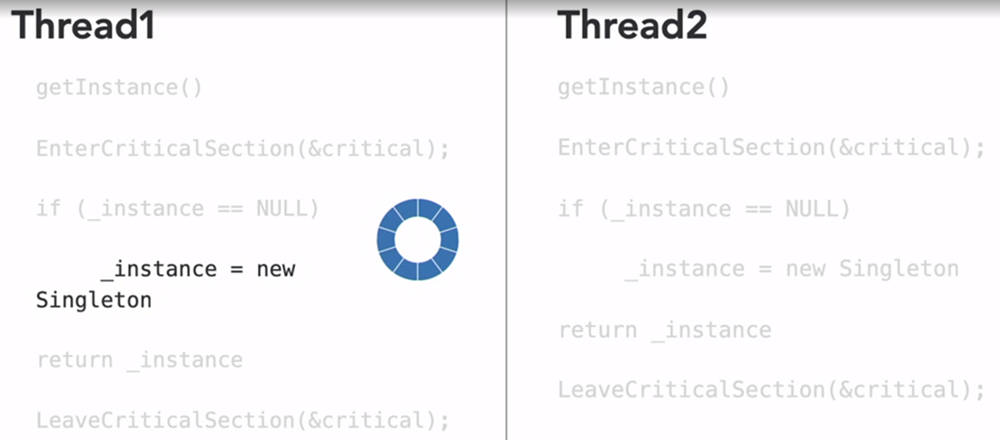 Thread1
getInstance()
EnterCriticalSection(&critical);
if (_instance == NULL)
_instance = new
Singleton
return _instance
LeaveCriticalSection(&critical);
Thread2
getInstance()
EnterCriticalSection(&critical);
if (_instance == NULL)
_instance = new Singleton
return _instance
LeaveCriticalSection(&critical);